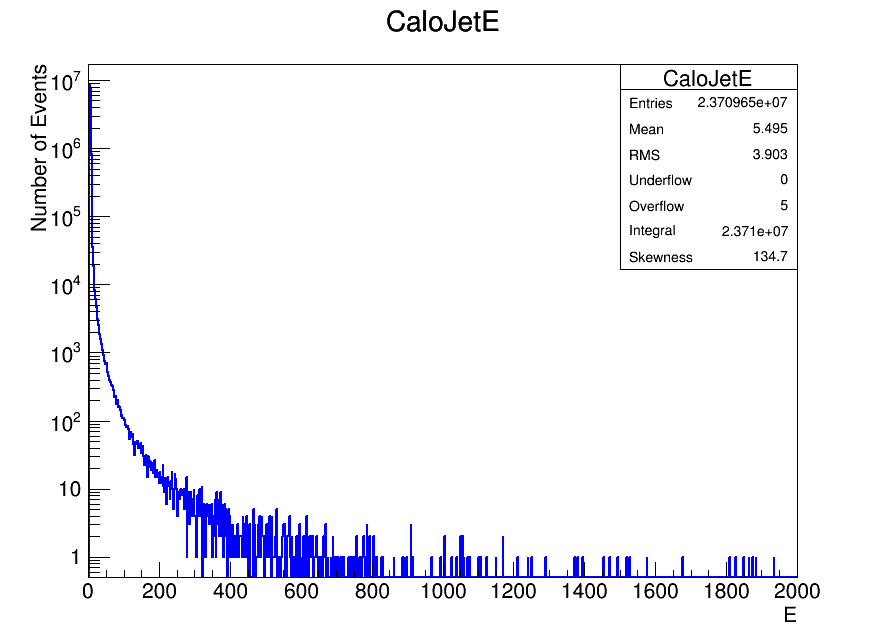 CaloJetE
Number of Events
10^7
10^6
10^5
10^4
10^3
10^2
10
1
CaloJetE
Entries 2.370965e+07
Mean 5.495
RMS 3.903
Underflow 0
Overflow 5
Integral 2.371e+07
Skewness 134.7
0 200 400 600 800 1000 1200 1400 1600 1800 2000
E